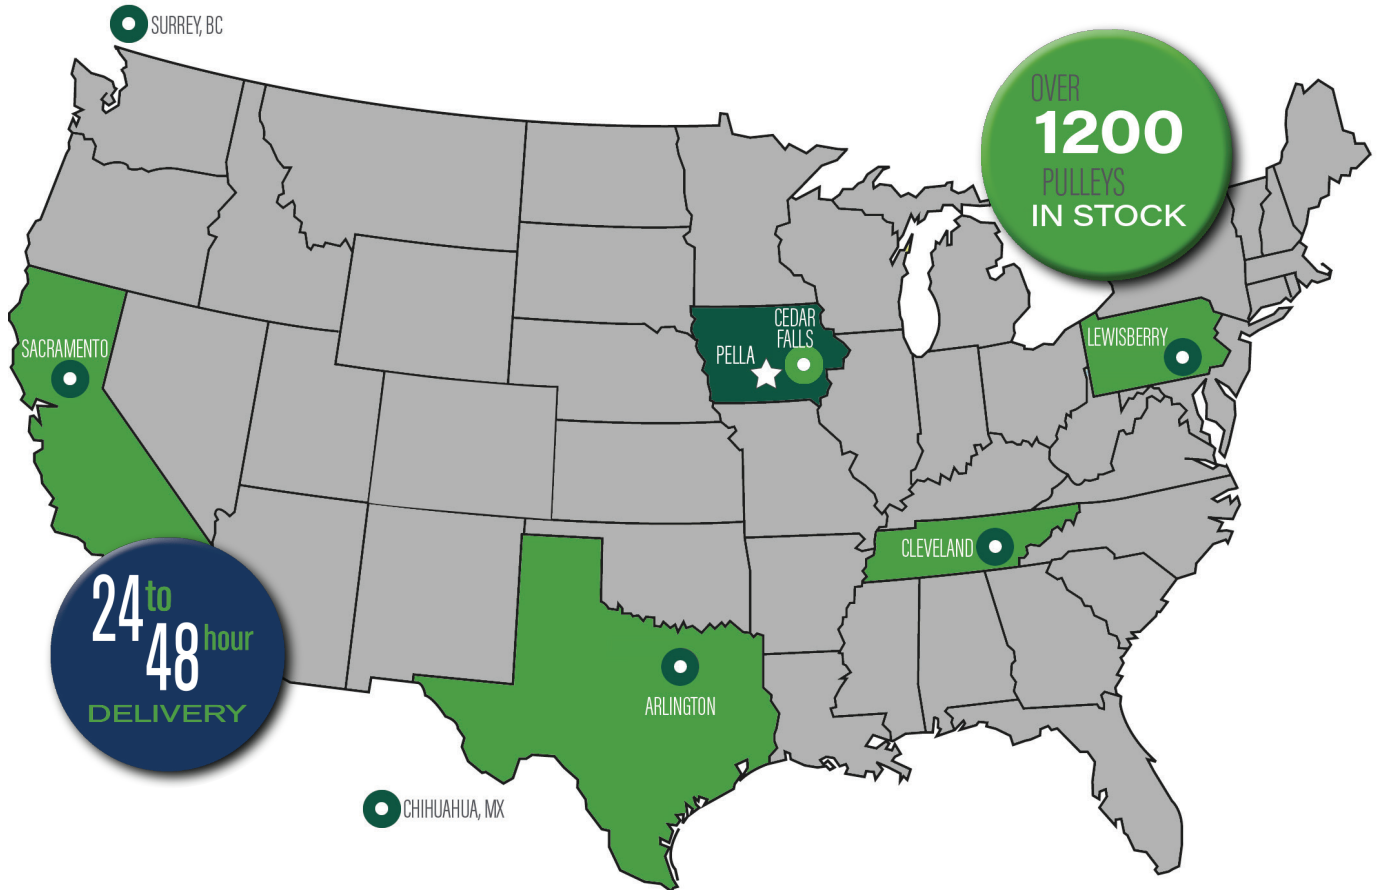 SURREY, BC
OVER
1200
PULLEYS
IN STOCK
CEDAR
FALLS
PELLA
LEWISBERRY
SACRAMENTO
CLEVELAND
24 to
48 hour
DELIVERY
ARLINGTON
CHIHUAHUA, MX